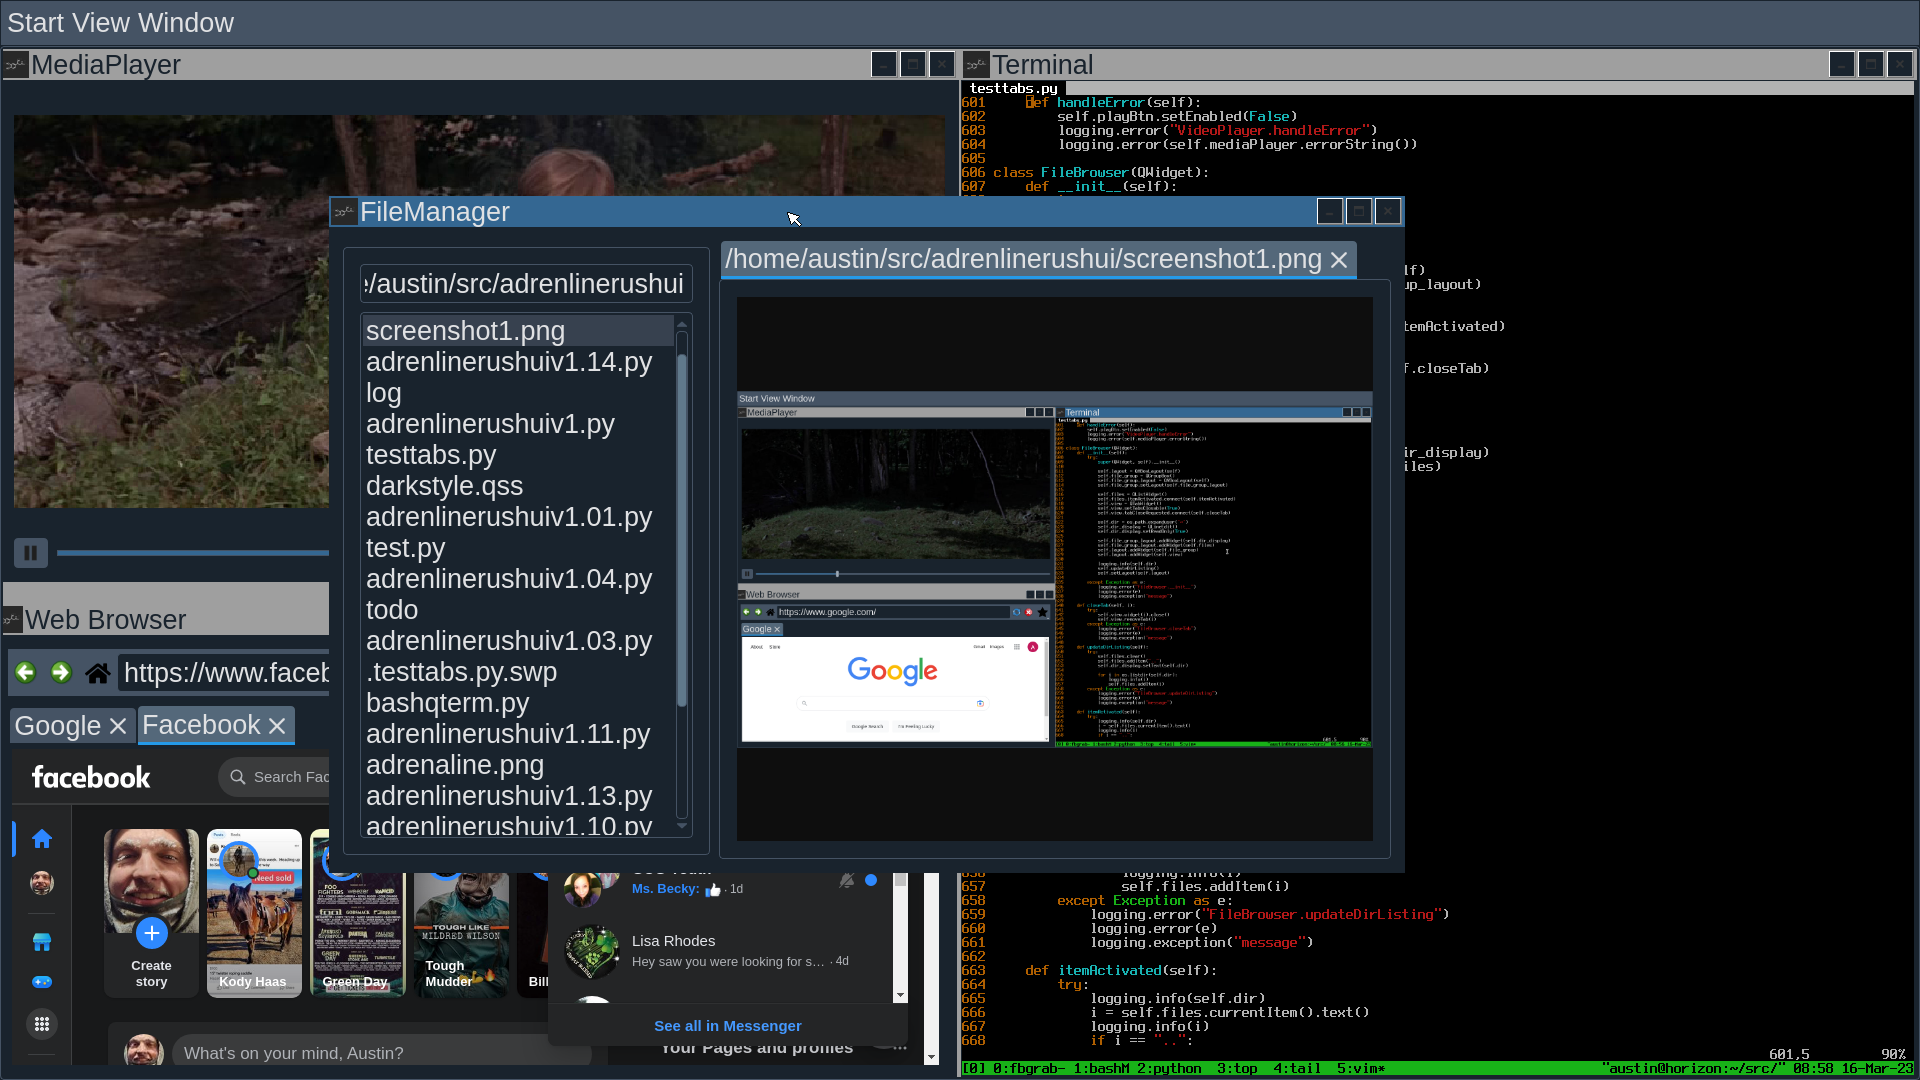 Start View Window
MediaPlayer
Terminal
testtabs.py
601 def handleError(self):
602 self.playBtn.setEnabled(False)
603 logging.error("VideoPlayer.handleError")
604 logging.error(self.mediaPlayer.errorString())
605
606 class FileBrowser(QWidget):
607 def __init__(self):
FileManager
/home/austin/src/adrenlinerushui/screenshot1.png
/austin/src/adrenlinerushui
screenshot1.png
adrenlinerushuiv1.14.py
log
adrenlinerushuiv1.py
testtabs.py
darkstyle.qss
adrenlinerushuiv1.01.py
test.py
adrenlinerushuiv1.04.py
todo
adrenlinerushuiv1.03.py
.testtabs.py.swp
bashqterm.py
adrenlinerushuiv1.11.py
adrenaline.png
adrenlinerushuiv1.13.py
adrenlinerushuiv1.10.py
Start View Window
MediaPlayer
Terminal
Web Browser
https://www.google.com/
Google
Google
Google Search
I'm Feeling Lucky
lf)
up_layout)
temActivated)
f.closeTab)
ir_display)
iles)
Web Browser
https://www.faceb
Google
Facebook
facebook
Search Fac
Create story
Need sold
Kody Haas
Green Day
TOUGH LIKE
MILDRED WILSON
Tough Mudder
Bill
What's on your mind, Austin?
Ms. Becky: · 1d
Lisa Rhodes
Hey saw you were looking for s... · 4d
See all in Messenger
Your Pages and profiles
657 self.files.addItem(i)
658 except Exception as e:
659 logging.error("FileBrowser.updateDirListing")
660 logging.error(e)
661 logging.exception("message")
662
663 def itemActivated(self):
664 try:
665 logging.info(self.dir)
666 i = self.files.currentItem().text()
667 logging.info(i)
668 if i == "..":
601,5 90%
[0] 0:fbgrab- 1:bashM 2:python 3:top 4:tail 5:vim* "austin@horizon:~/src/" 08:58 16-Mar-23